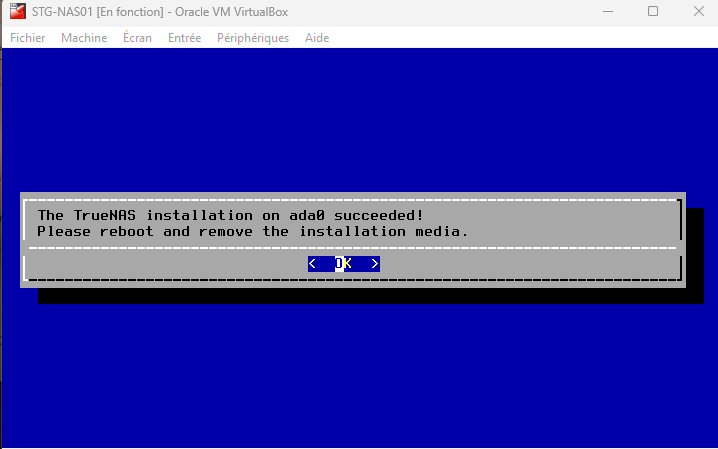 STG-NAS01 [En fonction] - Oracle VM VirtualBox
Fichier Machine Écran Entrée Périphériques Aide
The TrueNAS installation on ada0 succeeded!
Please reboot and remove the installation media.
< OK >